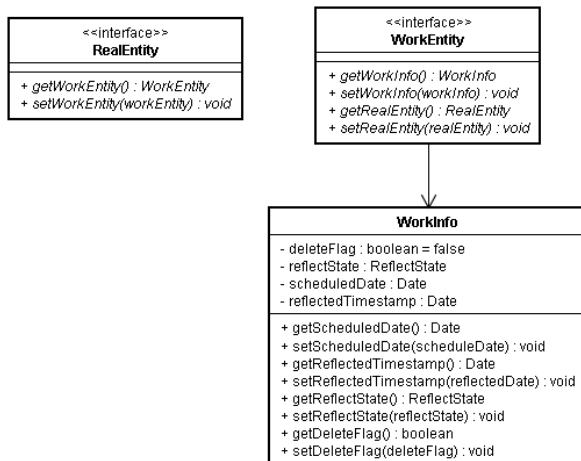 <<interface>>
RealEntity
+ getWorkEntity() : WorkEntity
+ setWorkEntity(workEntity) : void
<<interface>>
WorkEntity
+ getWorkInfo() : WorkInfo
+ setWorkInfo(workInfo) : void
+ getRealEntity() : RealEntity
+ setRealEntity(realEntity) : void
WorkInfo
- deleteFlag : boolean = false
- reflectState : ReflectState
- scheduledDate : Date
- reflectedTimestamp : Date
+ getScheduledDate() : Date
+ setScheduledDate(scheduleDate) : void
+ getReflectedTimestamp() : Date
+ setReflectedTimestamp(reflectedDate) : void
+ getReflectState() : ReflectState
+ setReflectState(reflectState) : void
+ getDeleteFlag() : boolean
+ setDeleteFlag(deleteFlag) : void